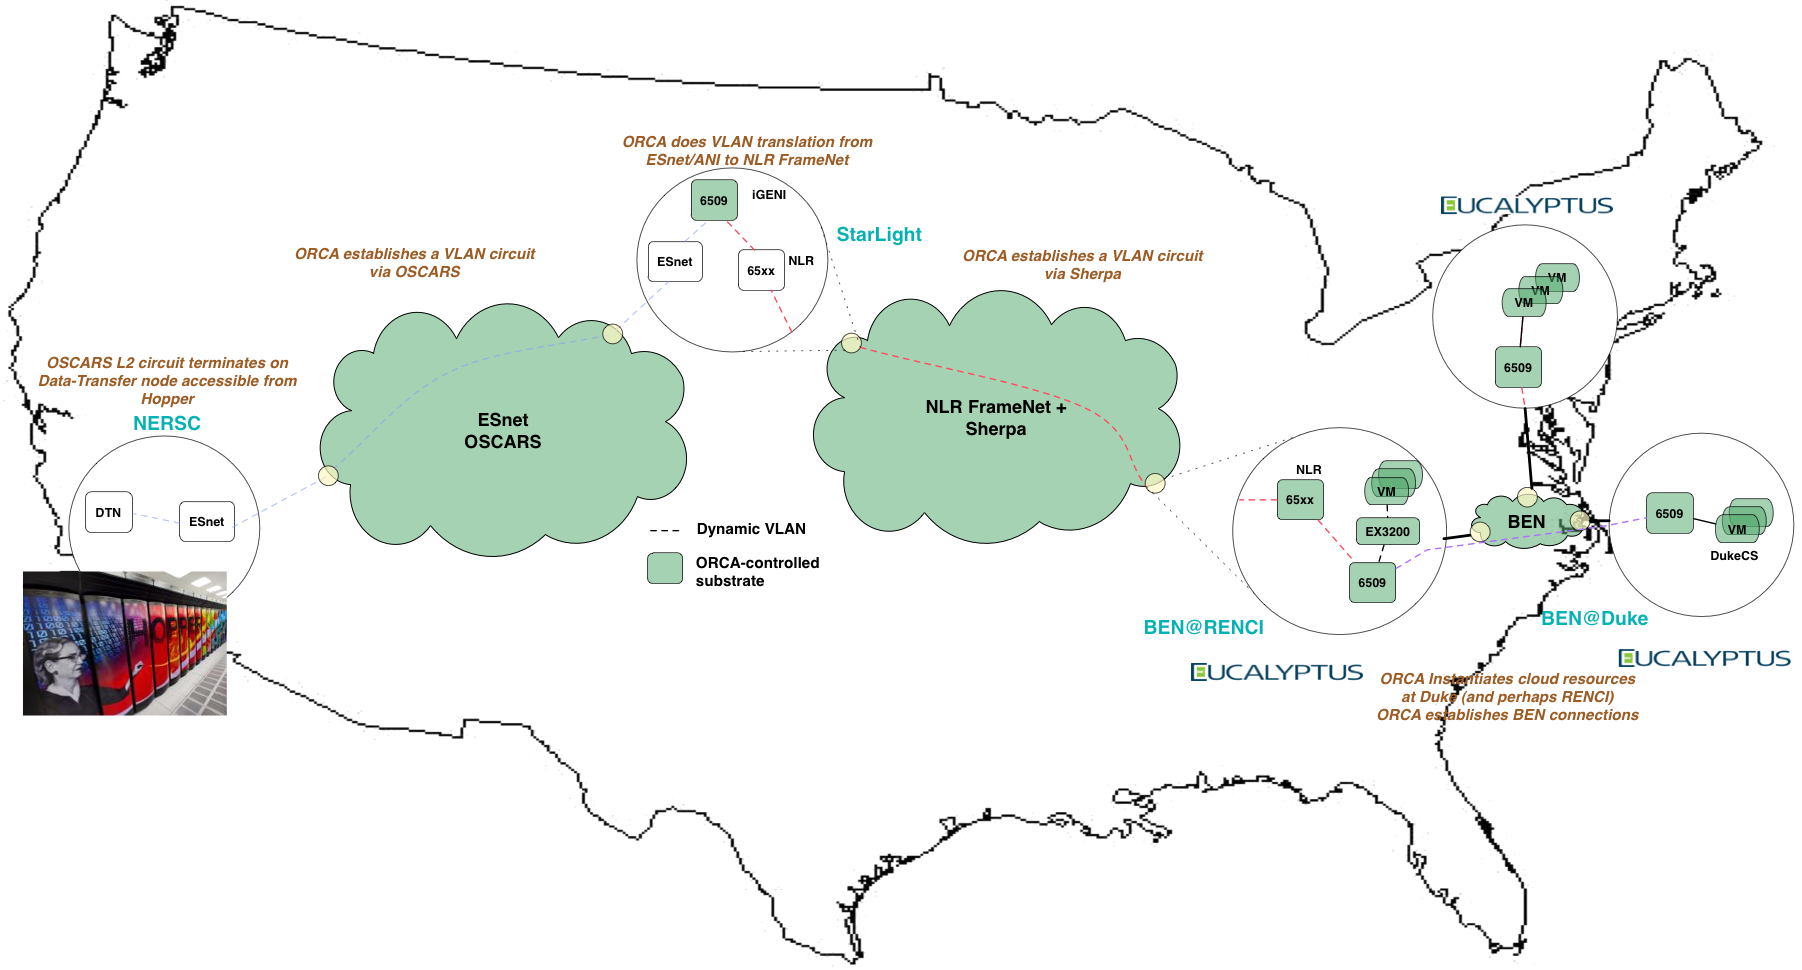 ORCA does VLAN translation from
ESnet/ANI to NLR FrameNet
6509
iGENI
ESnet
65xx
NLR
StarLight
ORCA establishes a VLAN circuit
via OSCARS
ORCA establishes a VLAN circuit
via Sherpa
EUCALYPTUS
VM
VM
VM
6509
OSCARS L2 circuit terminates on
Data-Transfer node accessible from
Hopper
NERSC
DTN
ESnet
ESnet
OSCARS
NLR FrameNet +
Sherpa
NLR
65xx
VM
EX3200
6509
BEN
6509
VM
DukeCS
Dynamic VLAN
ORCA-controlled
substrate
BEN@RENCI
BEN@Duke
EUCALYPTUS
EUCALYPTUS
ORCA Instantiates cloud resources
at Duke (and perhaps RENCI)
ORCA establishes BEN connections
HOPPER